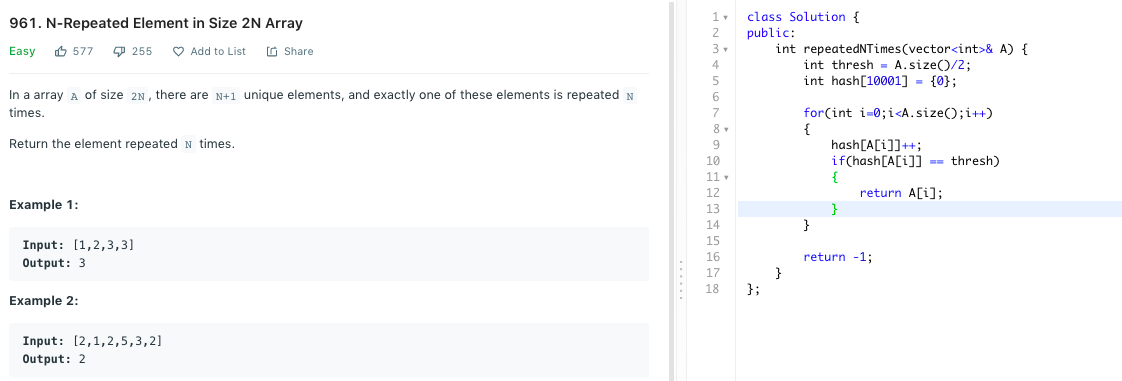 961. N-Repeated Element in Size 2N Array
Easy 577 255 Add to List Share
In a array A of size 2N, there are N+1 unique elements, and exactly one of these elements is repeated N
times.
Return the element repeated N times.
Example 1:
Input: [1,2,3,3]
Output: 3
Example 2:
Input: [2,1,2,5,3,2]
Output: 2
1 class Solution {
2 public:
3     int repeatedNTimes(vector<int>& A) {
4         int thresh = A.size()/2;
5         int hash[10001] = {0};
6
7         for(int i=0;i<A.size();i++)
8         {
9             hash[A[i]]++;
10             if(hash[A[i]] == thresh)
11             {
12                 return A[i];
13             }
14         }
15
16         return -1;
17     }
18 };